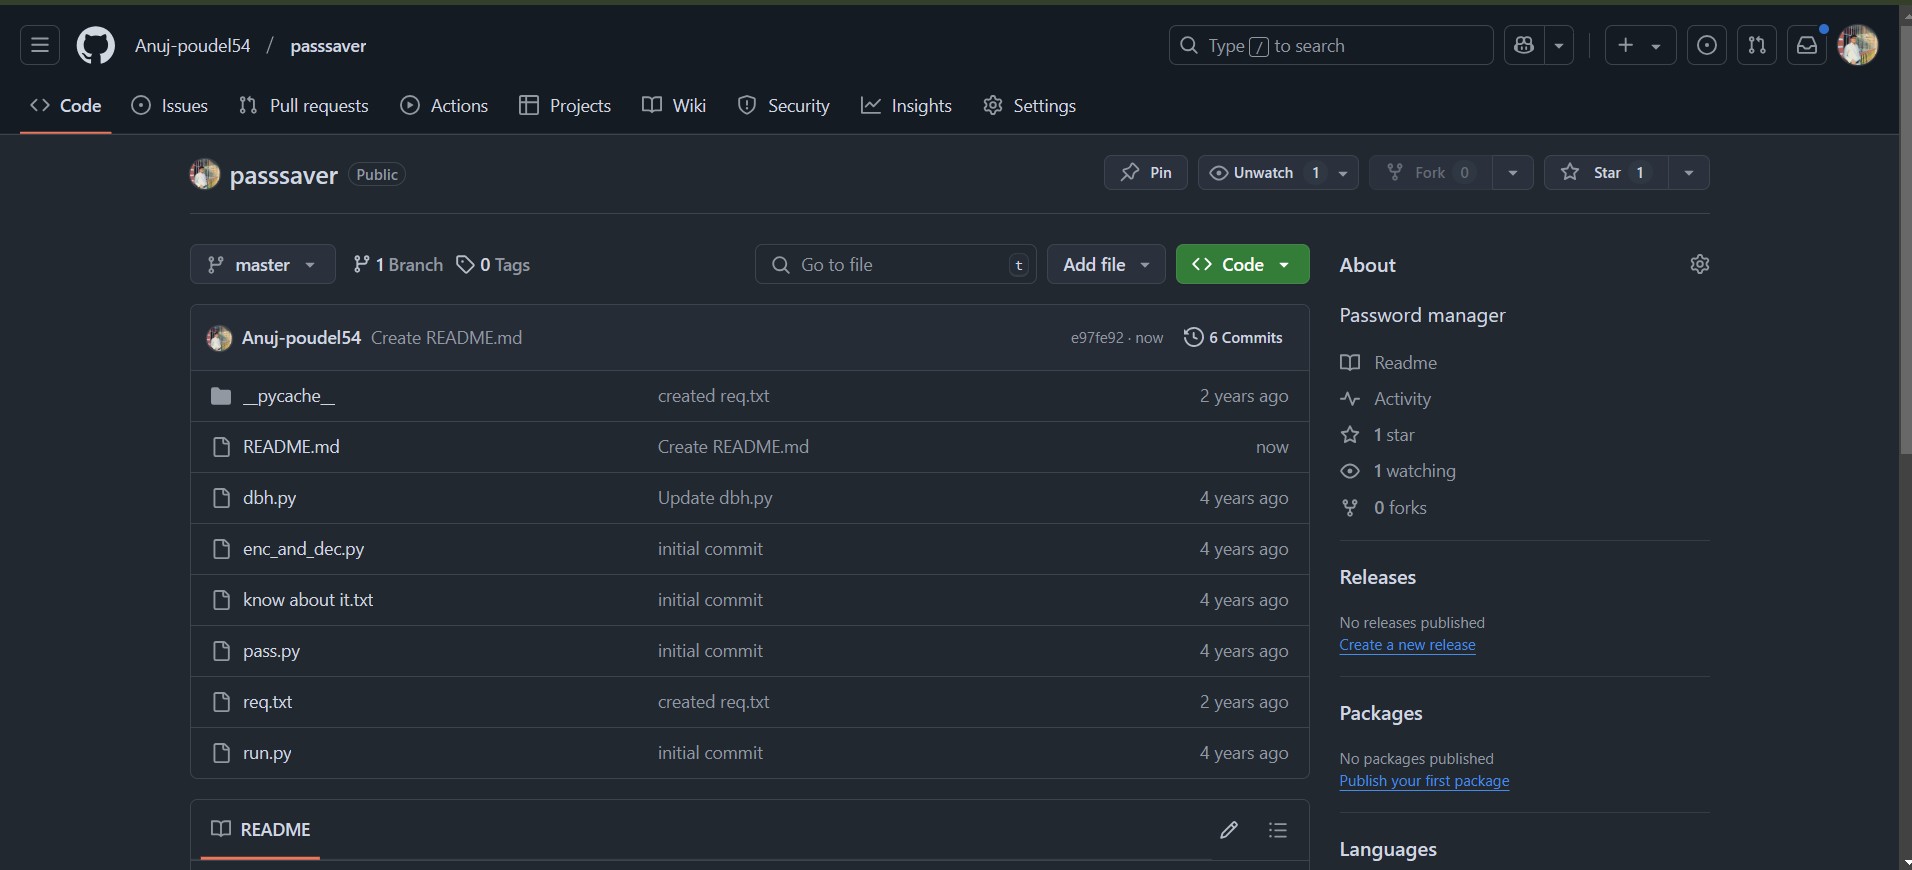 Anuj-poudel54 / passsaver
Type / to search
Code Issues Pull requests Actions Projects Wiki Security Insights Settings
passsaver Public
Pin Unwatch 1 Fork 0 Star 1
master 1 Branch 0 Tags
Go to file t Add file Code
Anuj-poudel54 Create README.md e97fe92 · now 6 Commits
__pycache__ created req.txt 2 years ago
README.md Create README.md now
dbh.py Update dbh.py 4 years ago
enc_and_dec.py initial commit 4 years ago
know about it.txt initial commit 4 years ago
pass.py initial commit 4 years ago
req.txt created req.txt 2 years ago
run.py initial commit 4 years ago
README
About
Password manager
Readme
Activity
1 star
1 watching
0 forks
Releases
No releases published
Create a new release
Packages
No packages published
Publish your first package
Languages